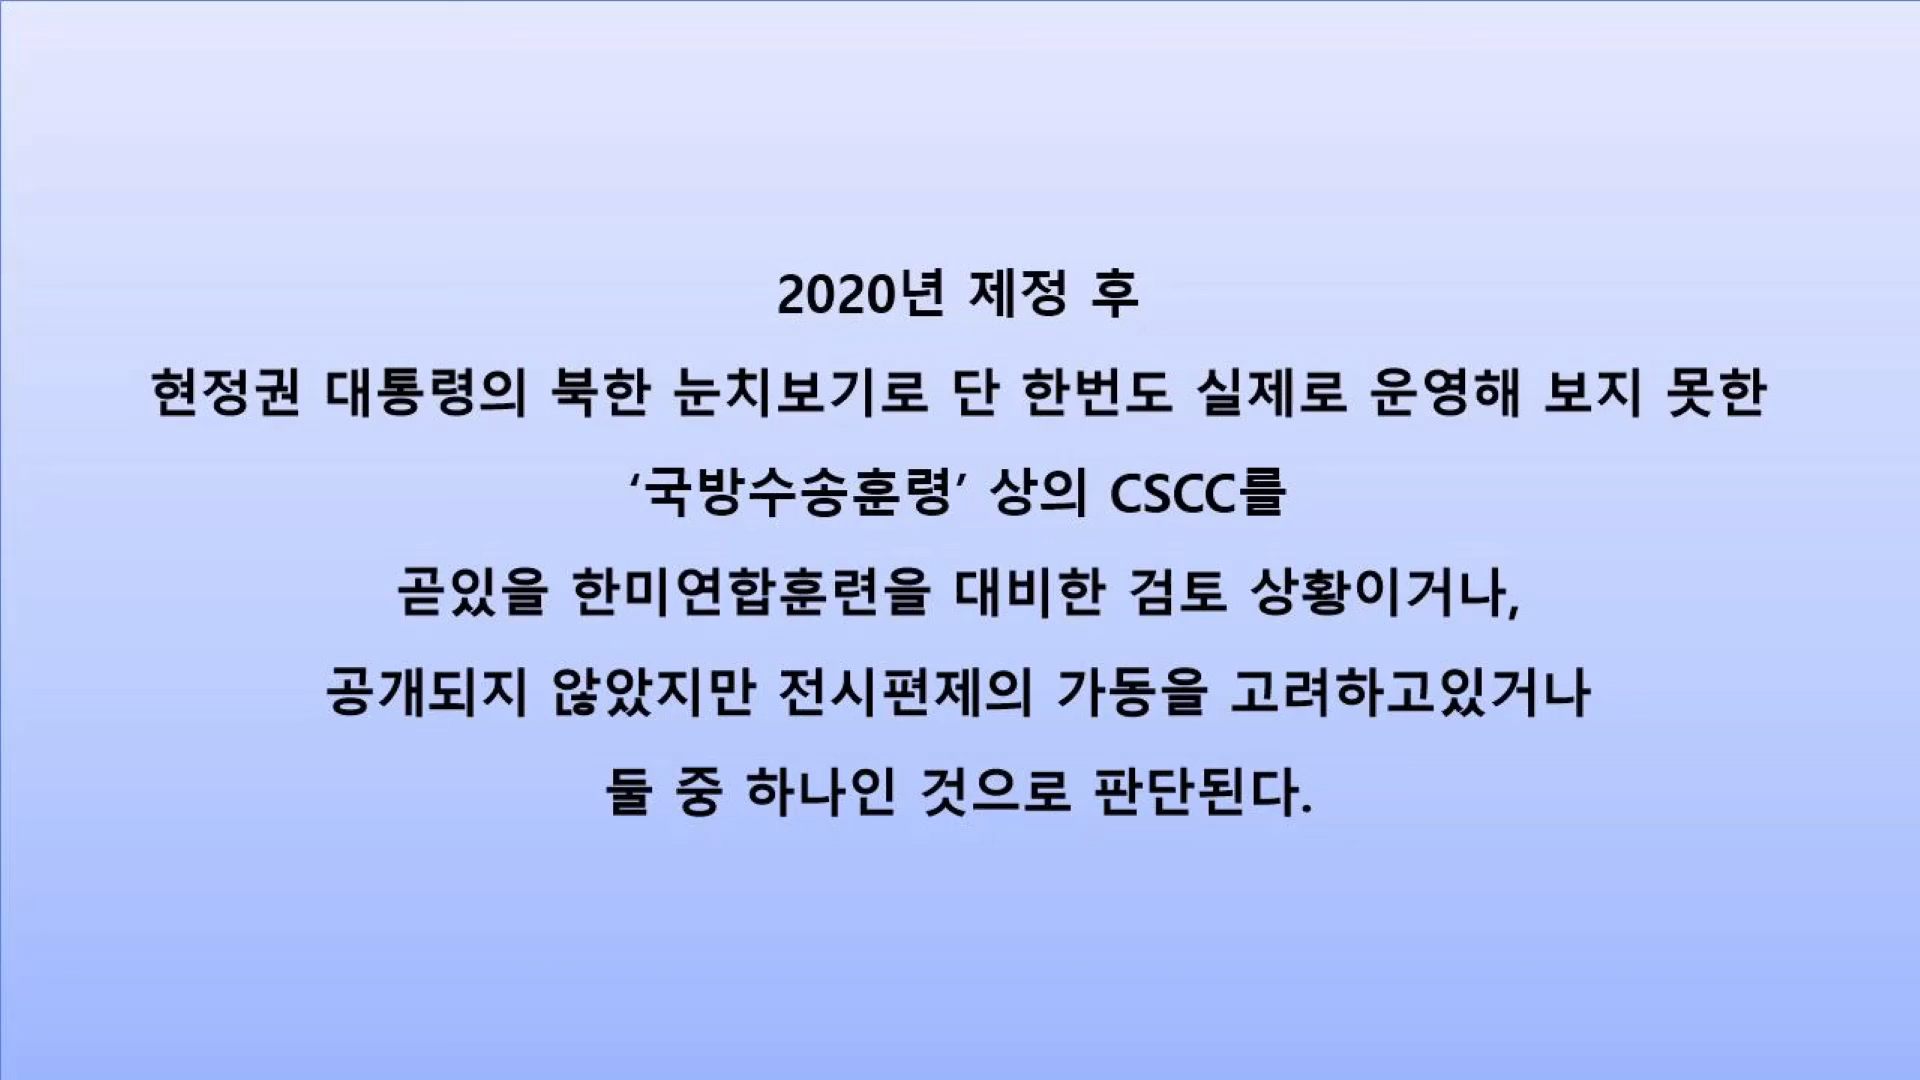 2020년 제정 후
현정권 대통령의 북한 눈치보기로 단 한번도 실제로 운영해 보지 못한
‘국방수송훈령’ 상의 CSCC를
곧있을 한미연합훈련을 대비한 검토 상황이거나,
공개되지 않았지만 전시편제의 가동을 고려하고있거나
둘 중 하나인 것으로 판단된다.